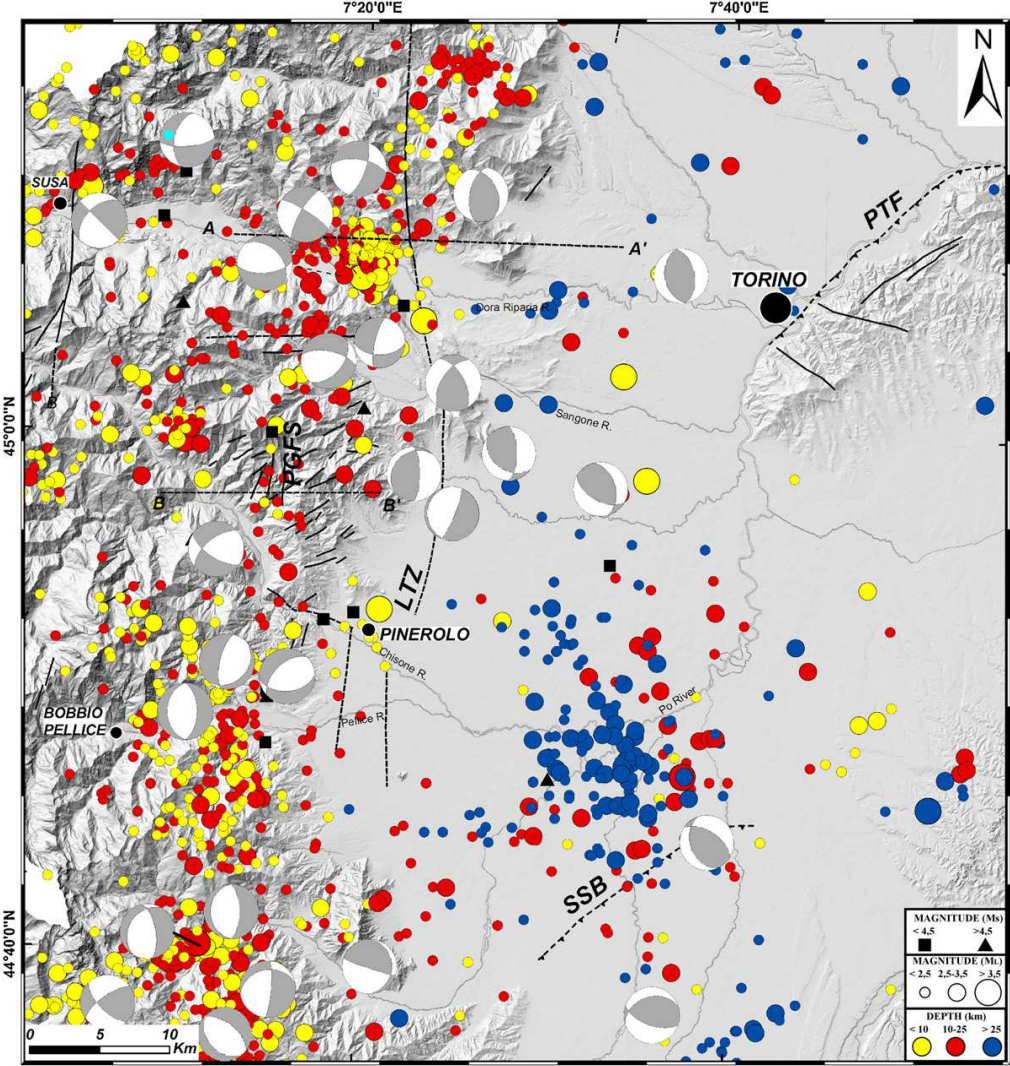 7°20'0"E
7°40'0"E
N
SUSA
PTF
A
A'
TORINO
Dora Riparia R.
B
Sangone R.
45°0'0"N
PGFS
B
B'
LTZ
PINEROLO
Chisone R.
Po River
BOBBIO
PELLICE
Pellice R.
SSB
44°40'0"N
MAGNITUDE (Ms)
< 4,5 >4,5
MAGNITUDE (ML)
< 2,5 2,5-3,5 > 3,5
DEPTH (km)
< 10 10-25 > 25
0 5 10
Km